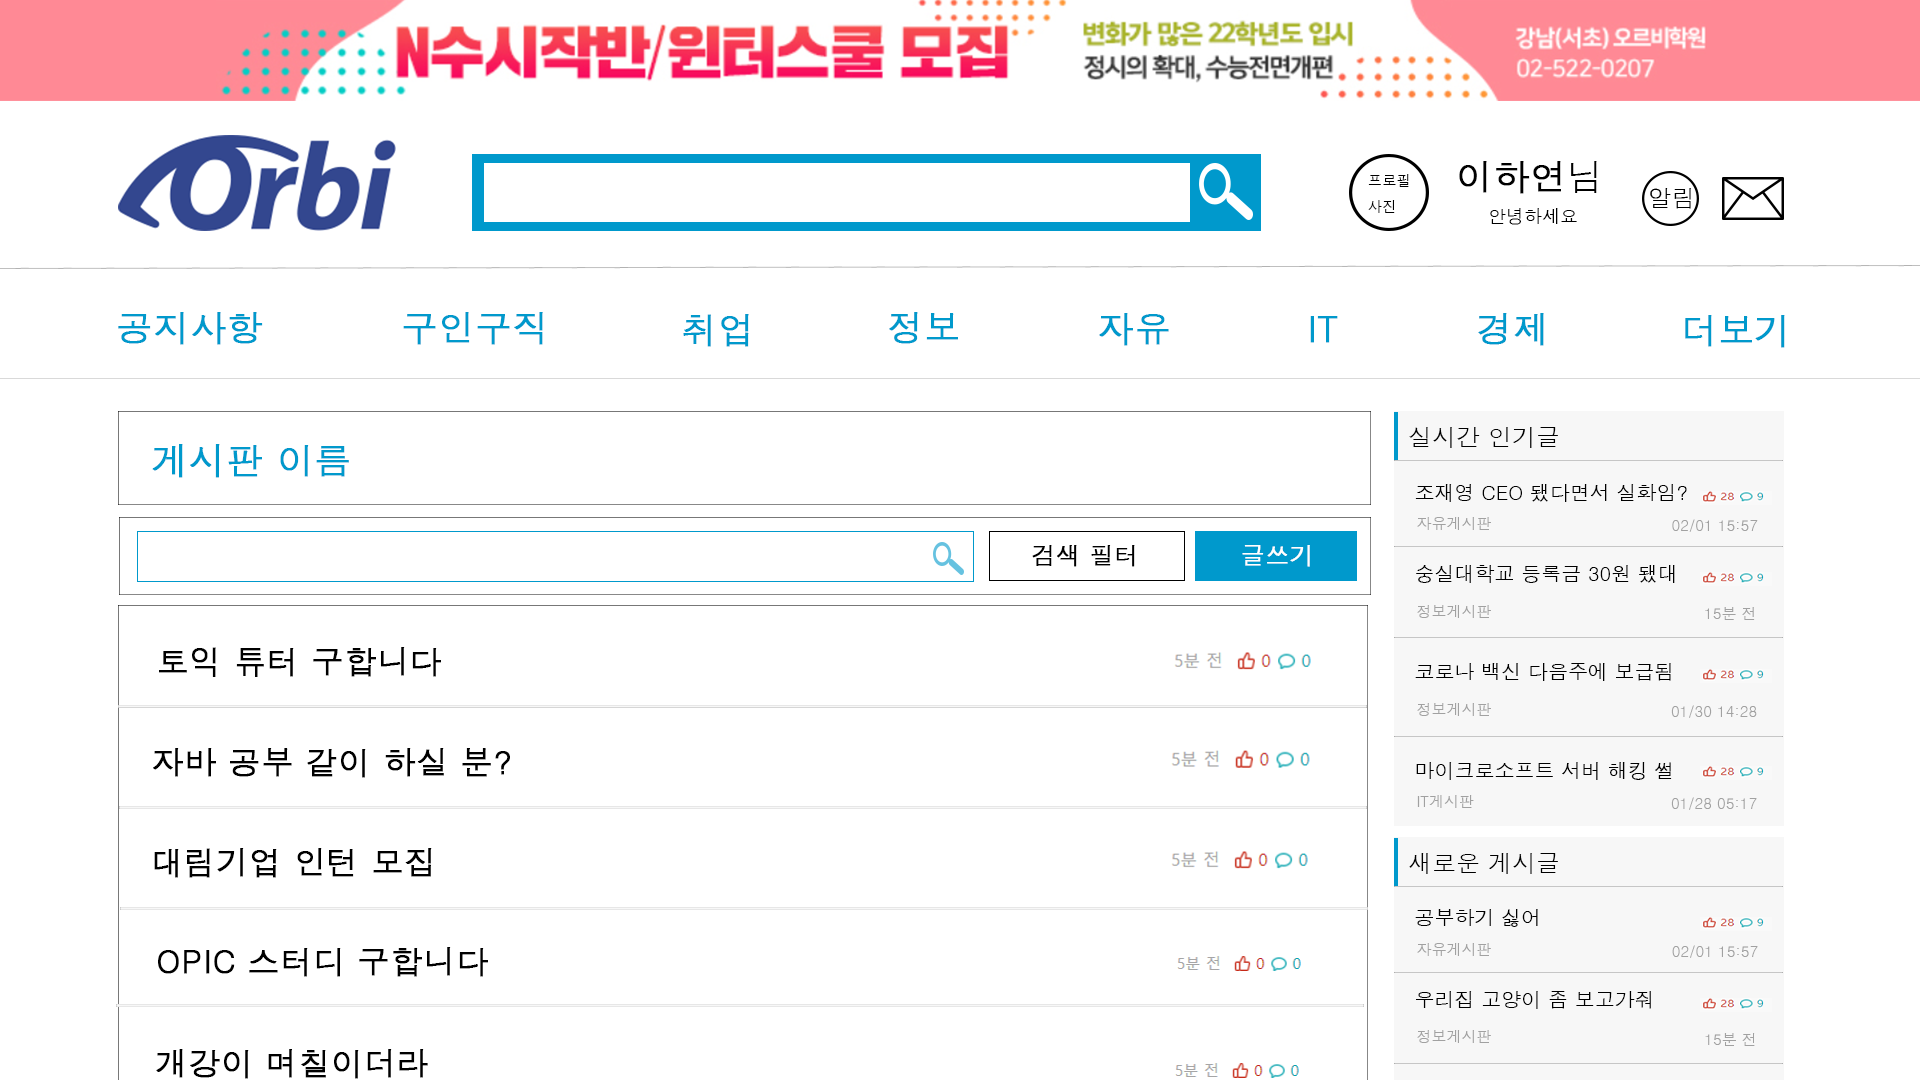 N수시작반/윈터스쿨 모집
변화가 많은 22학년도 입시
정시의 확대, 수능전면개편
강남(서초) 오르비학원
02-522-0207
Orbi
프로필
사진
이하연님
안녕하세요
알림
공지사항 구인구직 취업 정보 자유 IT 경제 더보기
게시판 이름
검색 필터 글쓰기
토익 튜터 구합니다 5분 전 0 0
자바 공부 같이 하실 분? 5분 전 0 0
대림기업 인턴 모집 5분 전 0 0
OPIC 스터디 구합니다 5분 전 0 0
개강이 며칠이더라 5분 전 0 0
실시간 인기글
조재영 CEO 됐다면서 실화임? 28 9
자유게시판 02/01 15:57
숭실대학교 등록금 30원 됐대 28 9
정보게시판 15분 전
코로나 백신 다음주에 보급됨 28 9
정보게시판 01/30 14:28
마이크로소프트 서버 해킹 썰 28 9
IT게시판 01/28 05:17
새로운 게시글
공부하기 싫어 28 9
자유게시판 02/01 15:57
우리집 고양이 좀 보고가줘 28 9
정보게시판 15분 전